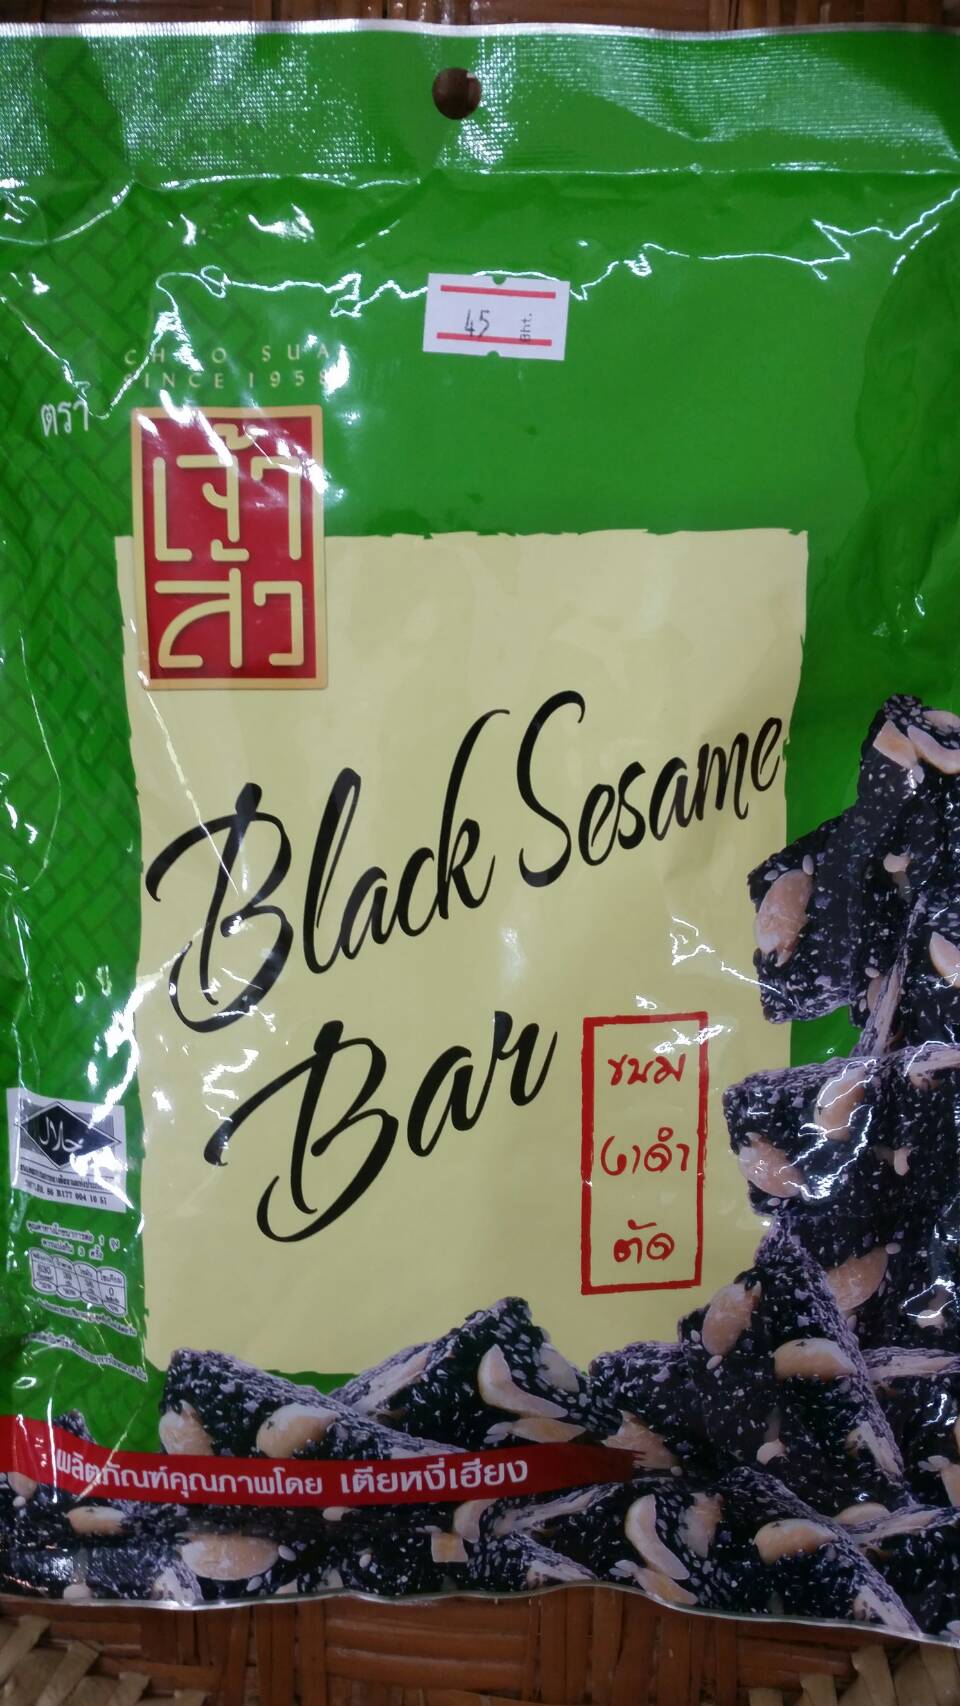 45 Bht.
CHAO SUA
SINCE 1958
ตรา
เจ้า
สัว
Black Sesame
Bar
ขนม
งาดำ
ตัด
حلال
ผลิตภัณฑ์คุณภาพโดย เตียหงี่เฮียง